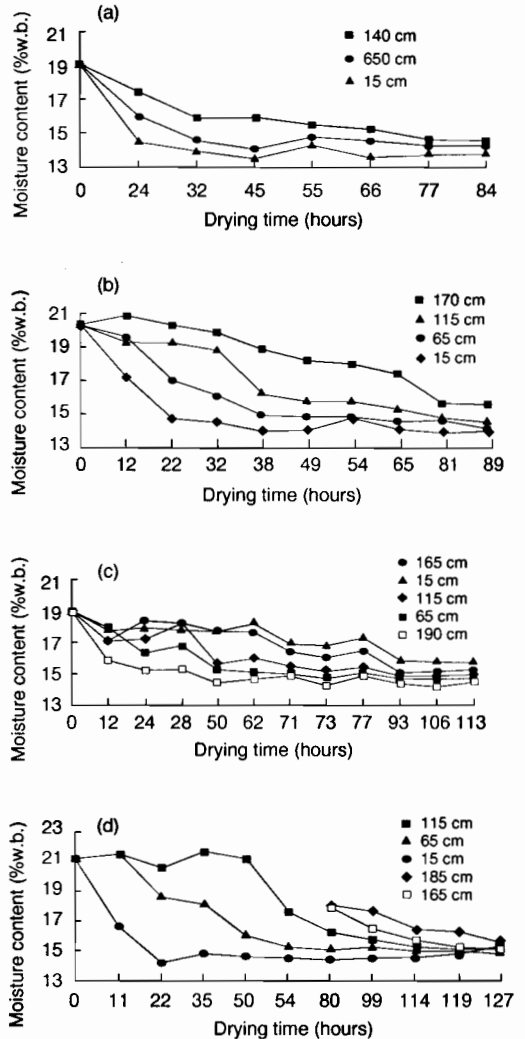 (a)
Moisture content (%w.b.)
21
19
17
15
13
140 cm
650 cm
15 cm
0 24 32 45 55 66 77 84
Drying time (hours)
(b)
Moisture content (%w.b.)
21
19
17
15
13
170 cm
115 cm
65 cm
15 cm
0 12 22 32 38 49 54 65 81 89
Drying time (hours)
(c)
Moisture content (%w.b.)
21
19
17
15
13
165 cm
15 cm
115 cm
65 cm
190 cm
0 12 24 28 50 62 71 73 77 93 106 113
Drying time (hours)
(d)
Moisture content (%w.b.)
23
21
19
17
15
13
115 cm
65 cm
15 cm
185 cm
165 cm
0 11 22 35 50 54 80 99 114 119 127
Drying time (hours)